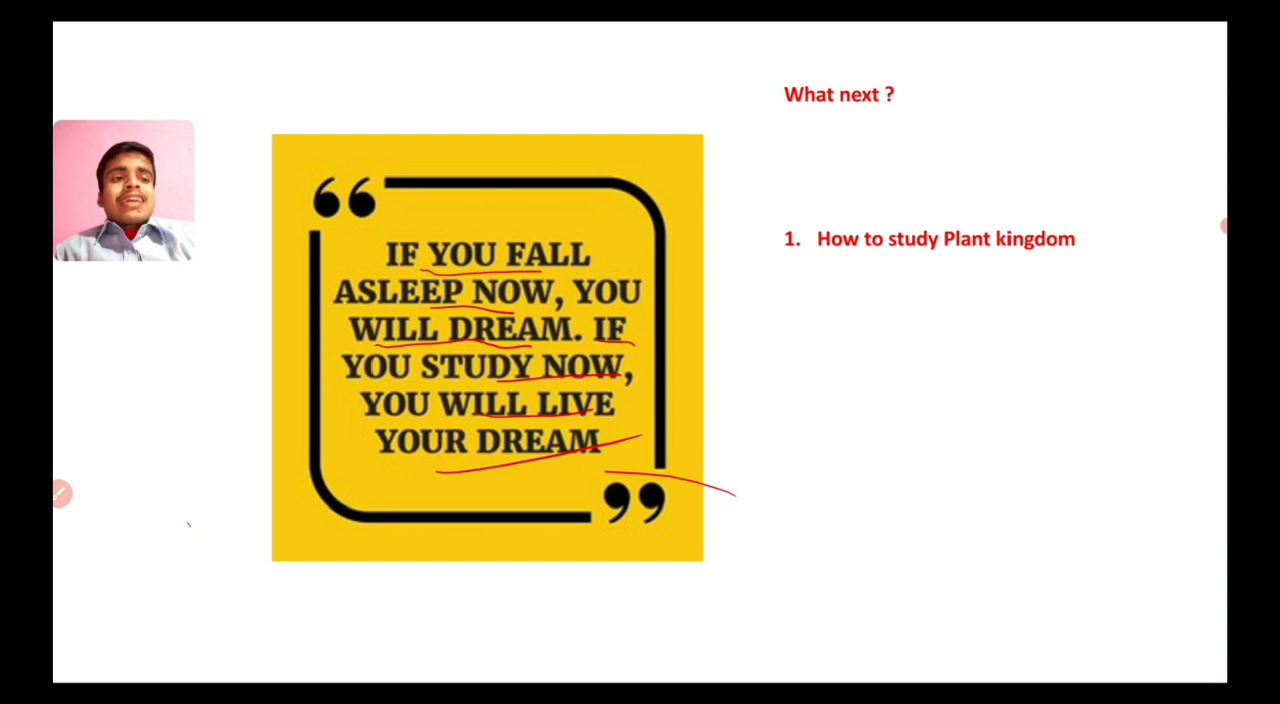 What next ?
“
IF YOU FALL
ASLEEP NOW, YOU
WILL DREAM. IF
YOU STUDY NOW,
YOU WILL LIVE
YOUR DREAM
”
1. How to study Plant kingdom